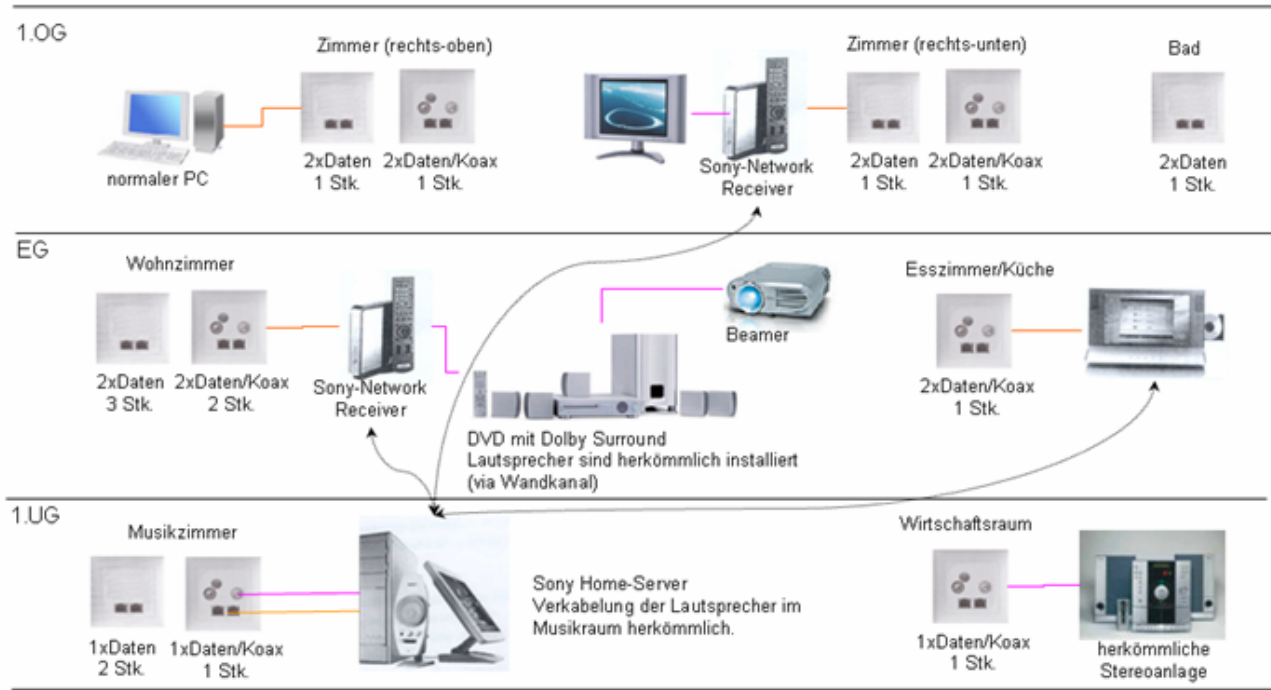 1.OG
Zimmer (rechts-oben)
Zimmer (rechts-unten)
Bad
normaler PC
2xDaten
1 Stk.
2xDaten/Koax
1 Stk.
Sony-Network
Receiver
2xDaten
1 Stk.
2xDaten/Koax
1 Stk.
2xDaten
1 Stk.
EG
Wohnzimmer
Esszimmer/Küche
Beamer
2xDaten
3 Stk.
2xDaten/Koax
2 Stk.
Sony-Network
Receiver
2xDaten/Koax
1 Stk.
DVD mit Dolby Surround
Lautsprecher sind herkömmlich installiert
(via Wandkanal)
1.UG
Musikzimmer
Wirtschaftsraum
Sony Home-Server
Verkabelung der Lautsprecher im
Musikraum herkömmlich.
1xDaten
2 Stk.
1xDaten/Koax
1 Stk.
1xDaten/Koax
1 Stk.
herkömmliche
Stereoanlage